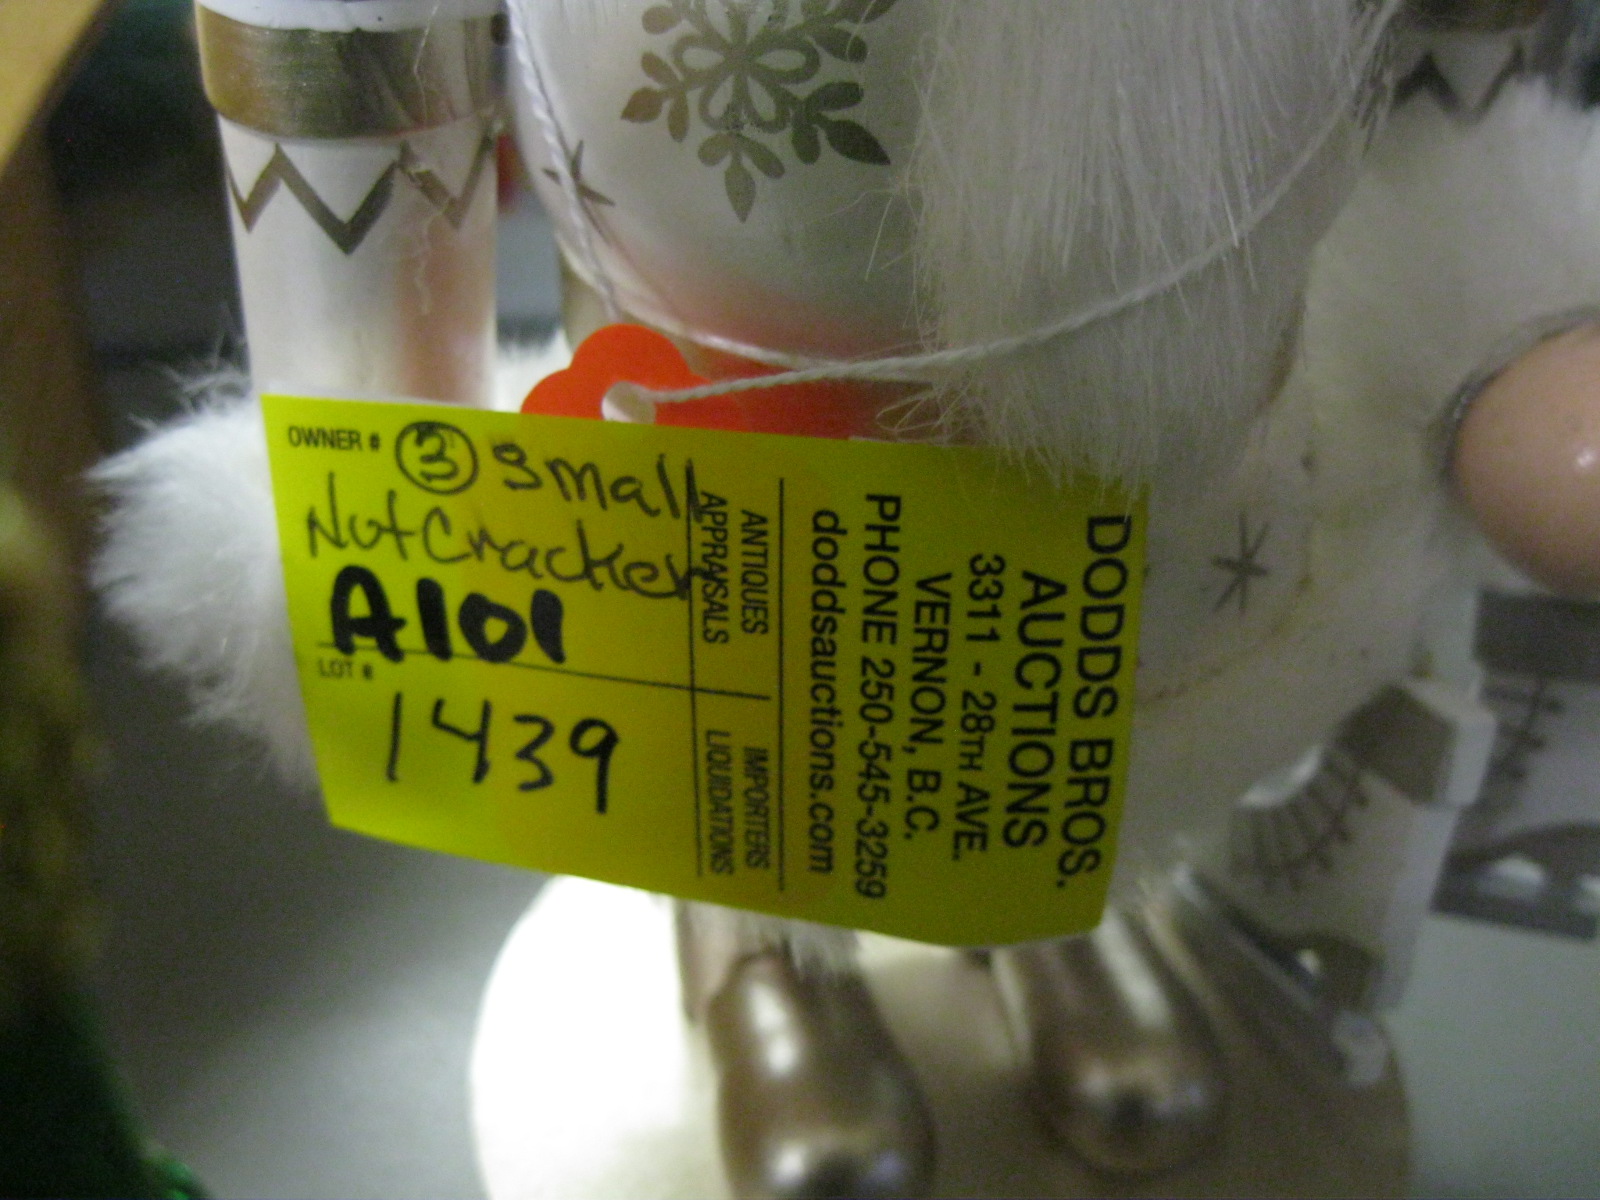 OWNER # 3 small
NutCracker
A101
LOT #
1439
ANTIQUES
APPRAISALS
IMPORTERS
LIQUIDATIONS
DODDS BROS.
AUCTIONS
3311 - 28TH AVE.
VERNON, B.C.
PHONE 250-545-3259
doddsauctions.com